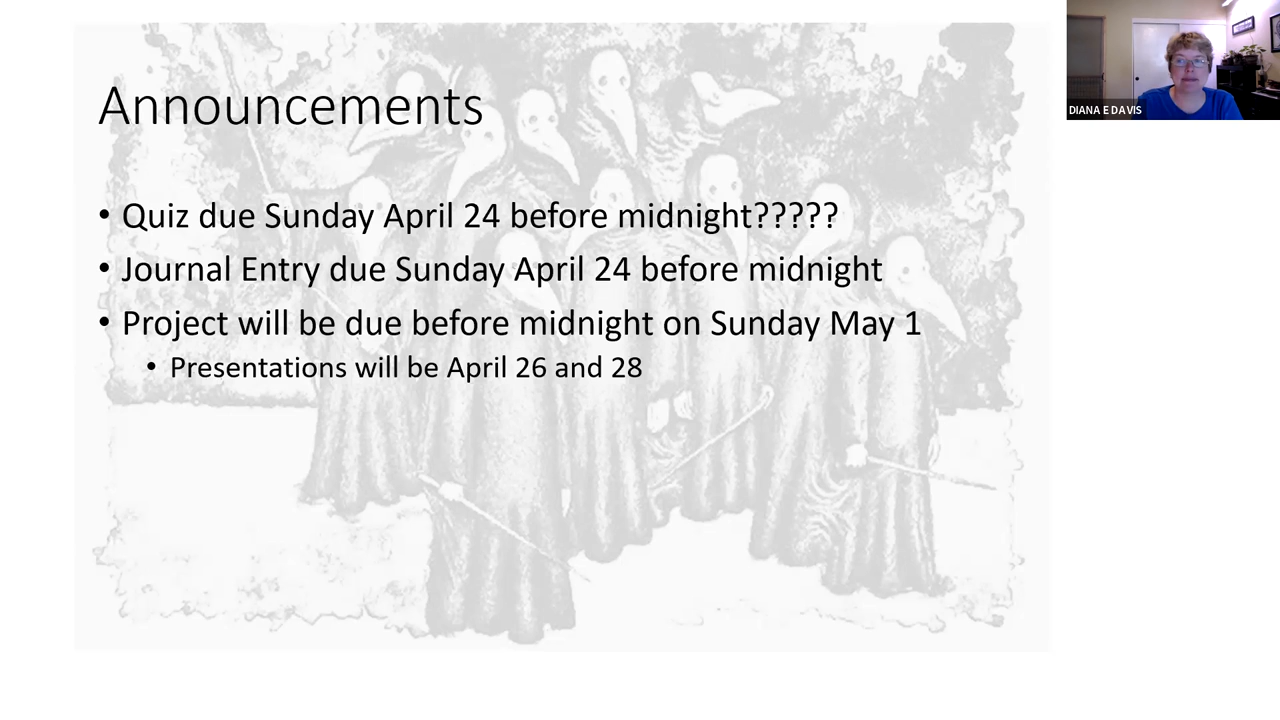 Announcements
• Quiz due Sunday April 24 before midnight?????
• Journal Entry due Sunday April 24 before midnight
• Project will be due before midnight on Sunday May 1
• Presentations will be April 26 and 28
DIANA E DAVIS